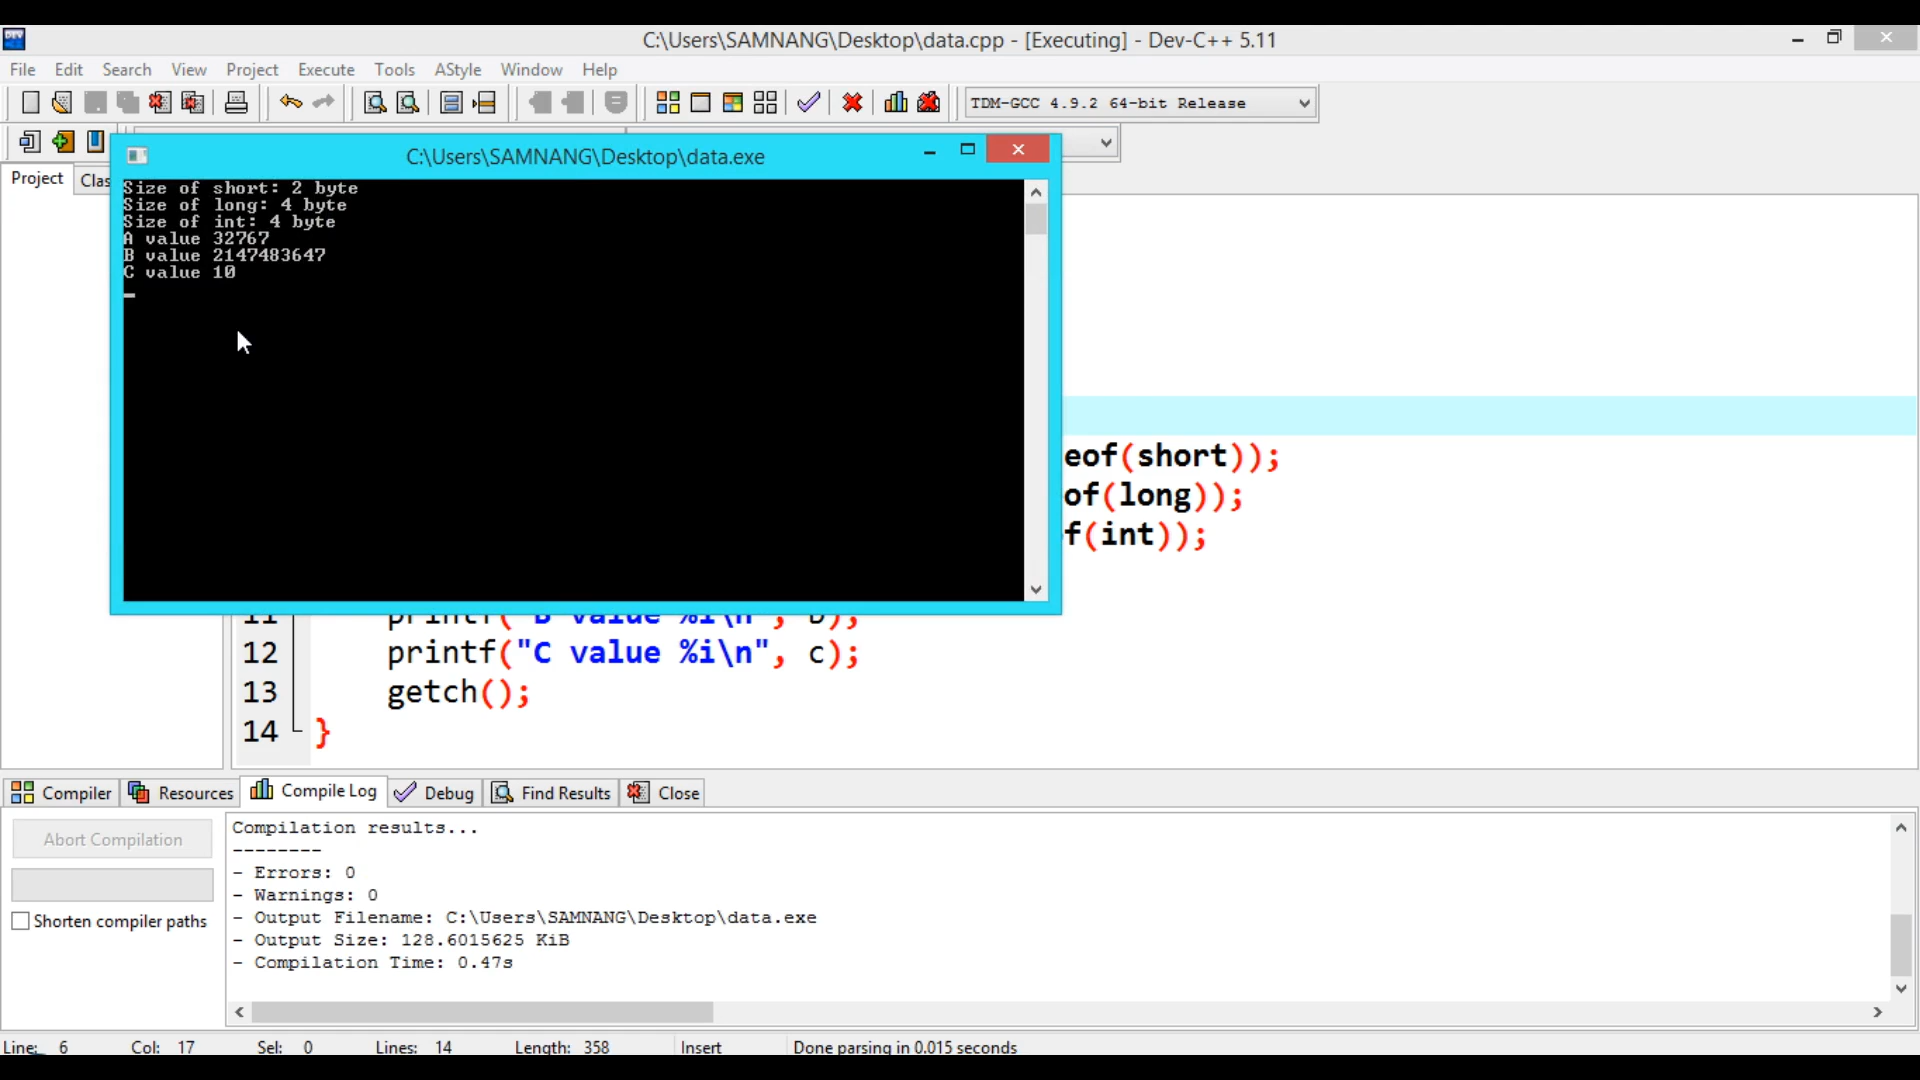 C:\Users\SAMNANG\Desktop\data.cpp - [Executing] - Dev-C++ 5.11
File Edit Search View Project Execute Tools AStyle Window Help
TDM-GCC 4.9.2 64-bit Release
C:\Users\SAMNANG\Desktop\data.exe
Project Clas
Size of short: 2 byte
Size of long: 4 byte
Size of int: 4 byte
A value 32767
B value 2147483647
C value 10
eof(short));
of(long));
f(int));
11 printf("B value %i\n", b);
12 printf("C value %i\n", c);
13 getch();
14 }
Compiler Resources Compile Log Debug Find Results Close
Abort Compilation
Shorten compiler paths
Compilation results...
--------
- Errors: 0
- Warnings: 0
- Output Filename: C:\Users\SAMNANG\Desktop\data.exe
- Output Size: 128.6015625 KiB
- Compilation Time: 0.47s
Line: 6 Col: 17 Sel: 0 Lines: 14 Length: 358 Insert Done parsing in 0.015 seconds